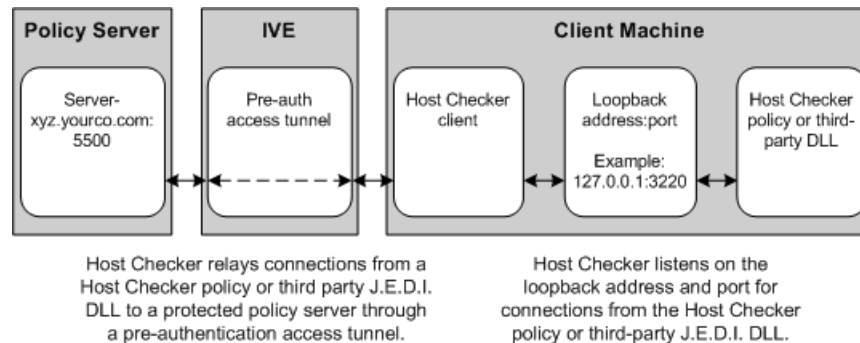 Policy Server
IVE
Client Machine
Server-
xyz.yourco.com:
5500
Pre-auth
access tunnel
Host Checker
client
Loopback
address:port
Example:
127.0.0.1:3220
Host Checker
policy or third-
party DLL
Host Checker relays connections from a
Host Checker policy or third party J.E.D.I.
DLL to a protected policy server through
a pre-authentication access tunnel.
Host Checker listens on the
loopback address and port for
connections from the Host Checker
policy or third-party J.E.D.I. DLL.